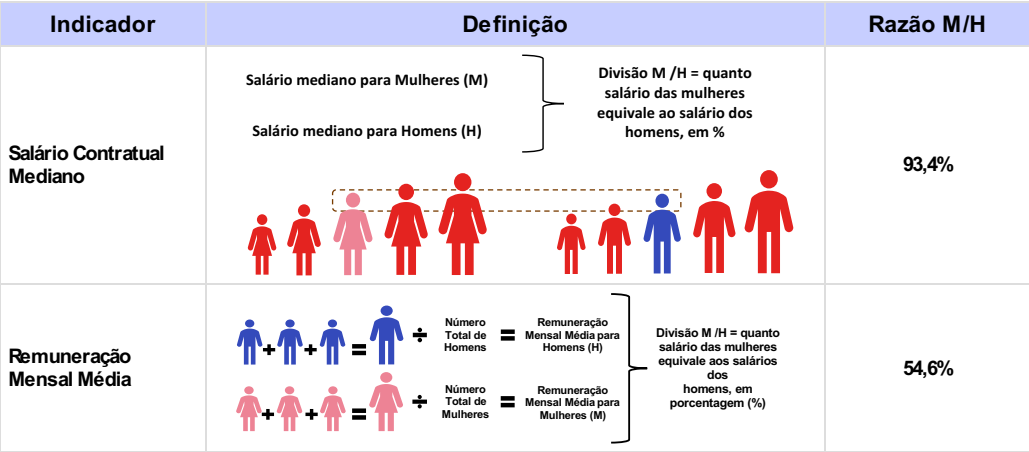 Indicador
Definição
Razão M/H
Salário Contratual
Mediano
Salário mediano para Mulheres (M)
Salário mediano para Homens (H)
Divisão M /H = quanto
salário das mulheres
equivale ao salário dos
homens, em %
93,4%
Remuneração
Mensal Média
+ + = ÷
Número
Total de
Homens
=
Remuneração
Mensal Média para
Homens (H)
+ + = ÷
Número
Total de
Mulheres
=
Remuneração
Mensal Média para
Mulheres (M)
Divisão M /H = quanto
salário das mulheres
equivale aos salários
dos
homens, em
porcentagem (%)
54,6%